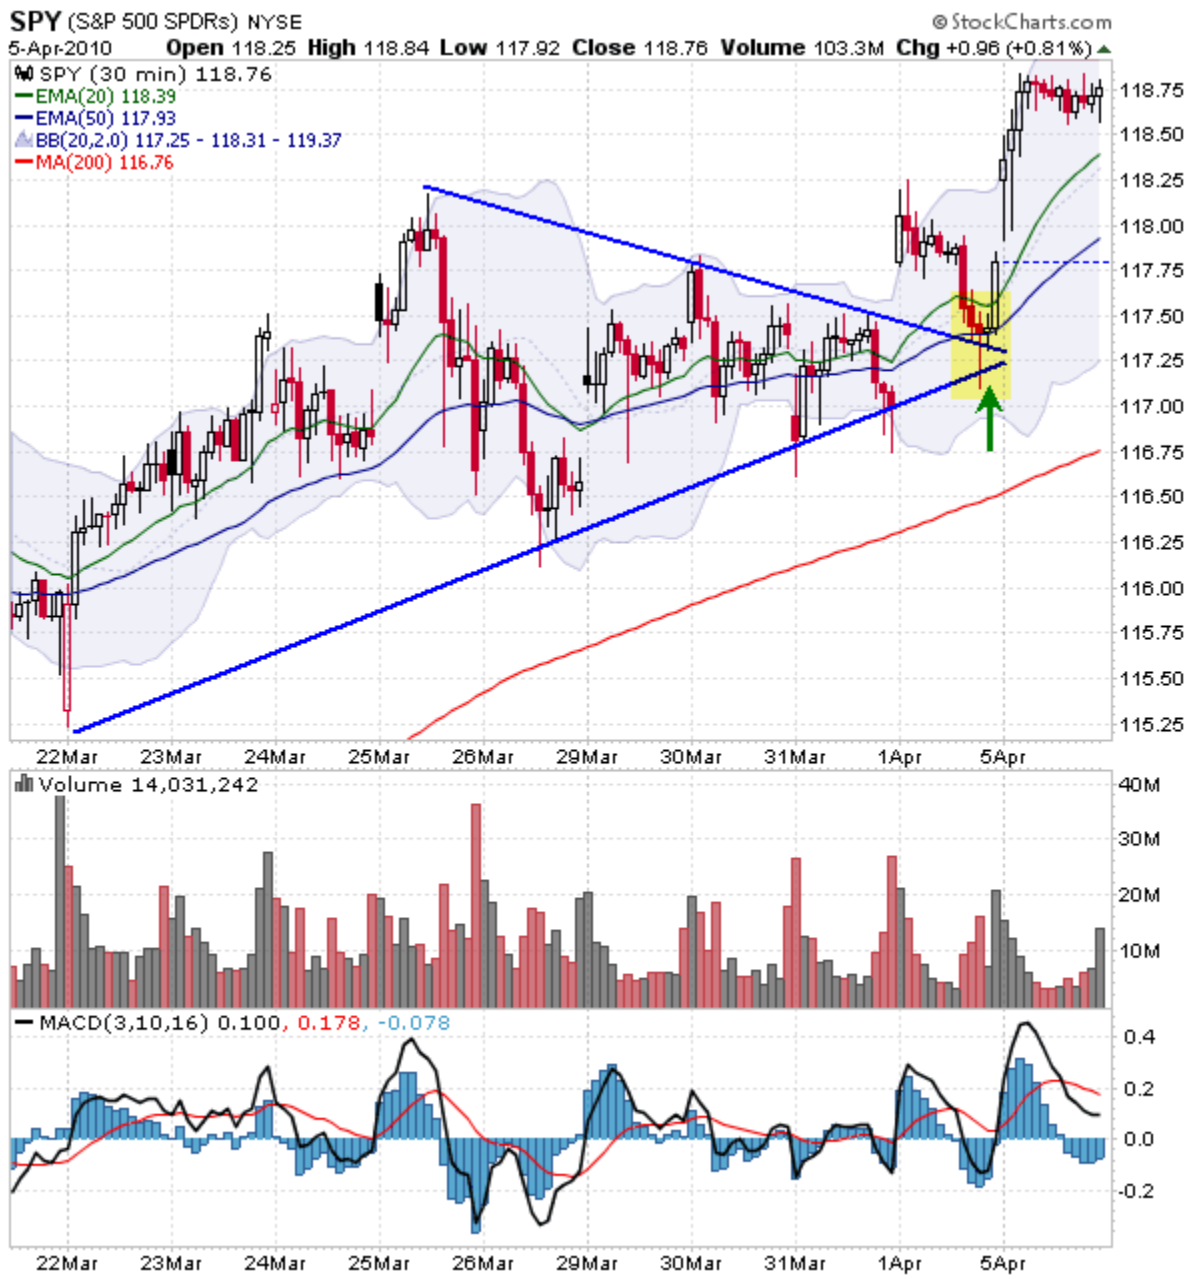 SPY (S&P 500 SPDRs) NYSE © StockCharts.com
5-Apr-2010 Open 118.25 High 118.84 Low 117.92 Close 118.76 Volume 103.3M Chg +0.96 (+0.81%)
SPY (30 min) 118.76
EMA(20) 118.39
EMA(50) 117.93
BB(20,2.0) 117.25 - 118.31 - 119.37
MA(200) 116.76
118.75
118.50
118.25
118.00
117.75
117.50
117.25
117.00
116.75
116.50
116.25
116.00
115.75
115.50
115.25
22Mar 23Mar 24Mar 25Mar 26Mar 29Mar 30Mar 31Mar 1Apr 5Apr
Volume 14,031,242
40M
30M
20M
10M
MACD(3,10,16) 0.100, 0.178, -0.078
0.4
0.2
0.0
-0.2
22Mar 23Mar 24Mar 25Mar 26Mar 29Mar 30Mar 31Mar 1Apr 5Apr